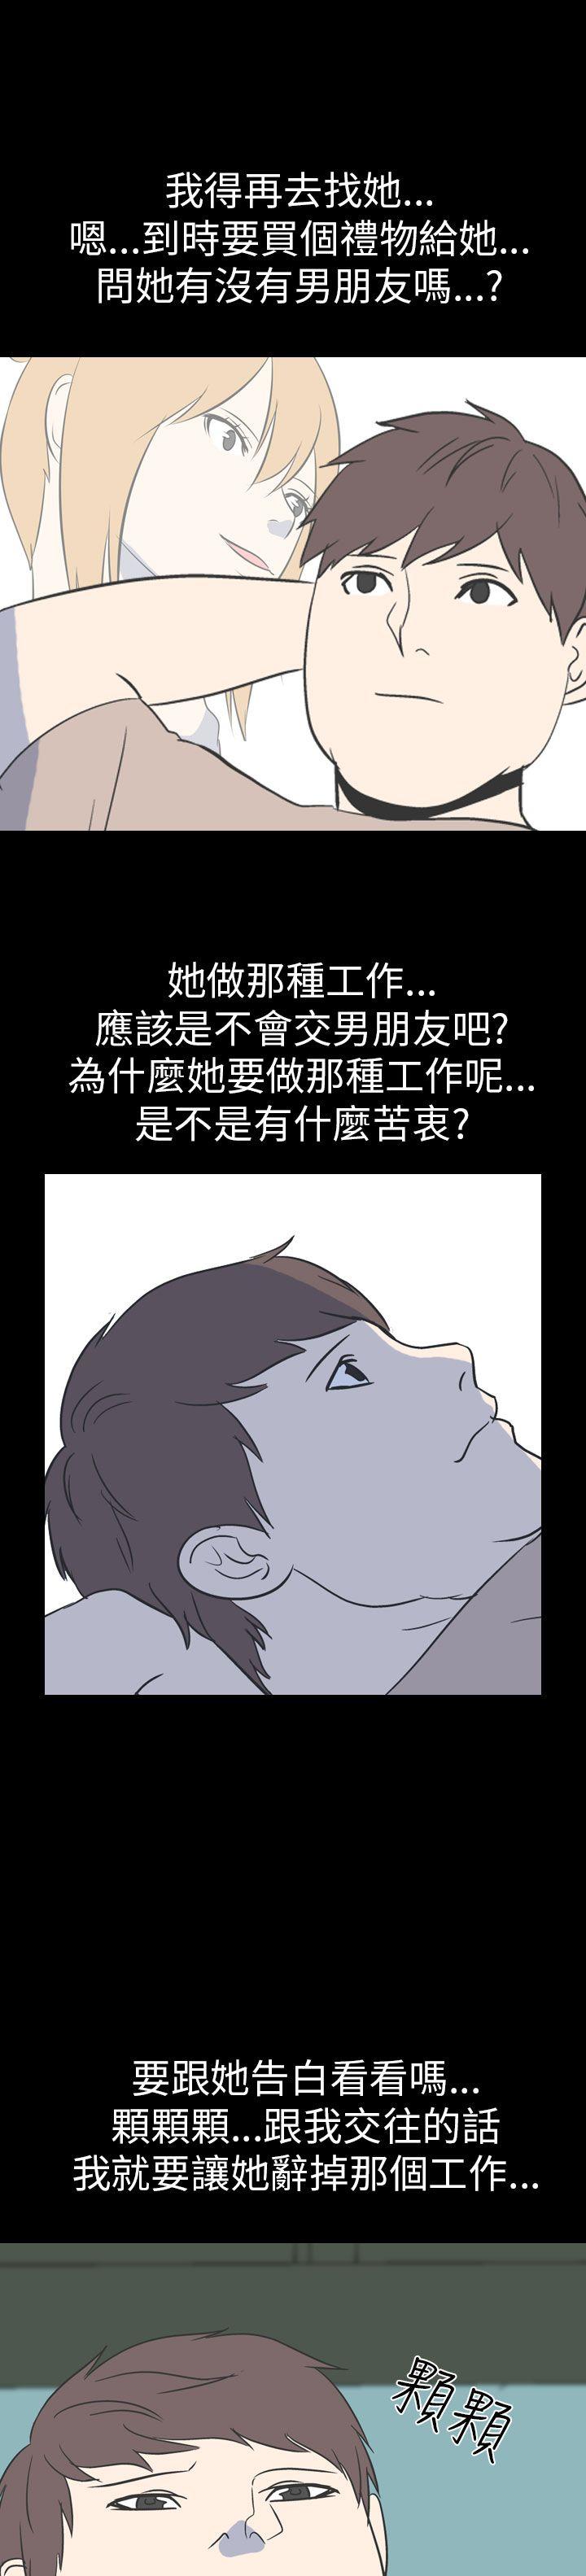 我得再去找她...
嗯...到時要買個禮物給她...
問她有沒有男朋友嗎...?
她做那種工作...
應該是不會交男朋友吧?
為什麼她要做那種工作呢...
是不是有什麼苦衷?
要跟她告白看看嗎...
顆顆顆...跟我交往的話
我就要讓她辭掉那個工作...
顆顆